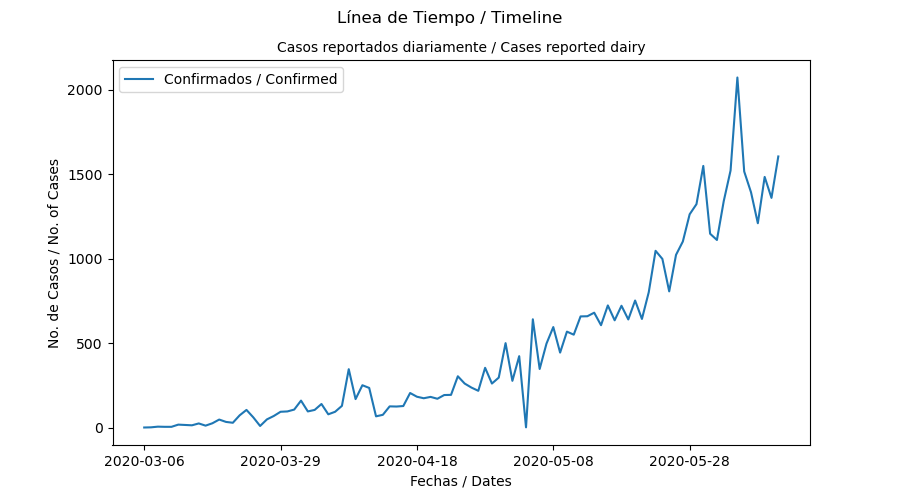 Línea de Tiempo / Timeline
Casos reportados diariamente / Cases reported dairy
Confirmados / Confirmed
2000
1500
1000
500
0
No. de Casos / No. of Cases
2020-03-06 2020-03-29 2020-04-18 2020-05-08 2020-05-28
Fechas / Dates